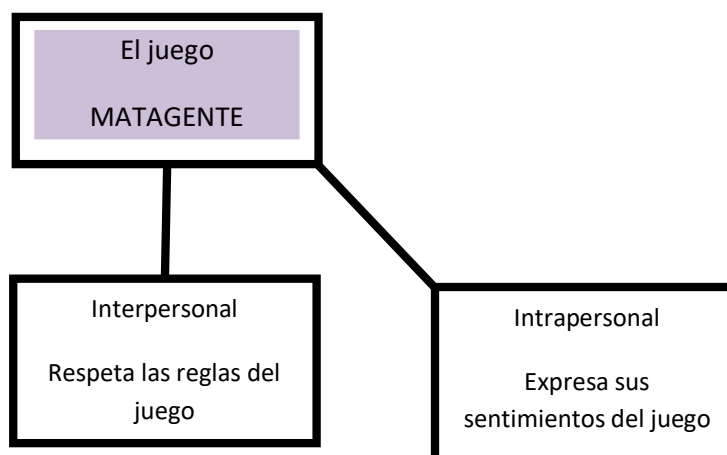 El juego
MATAGENTE
Interpersonal
Respeta las reglas del
juego
Intrapersonal
Expresa sus
sentimientos del juego